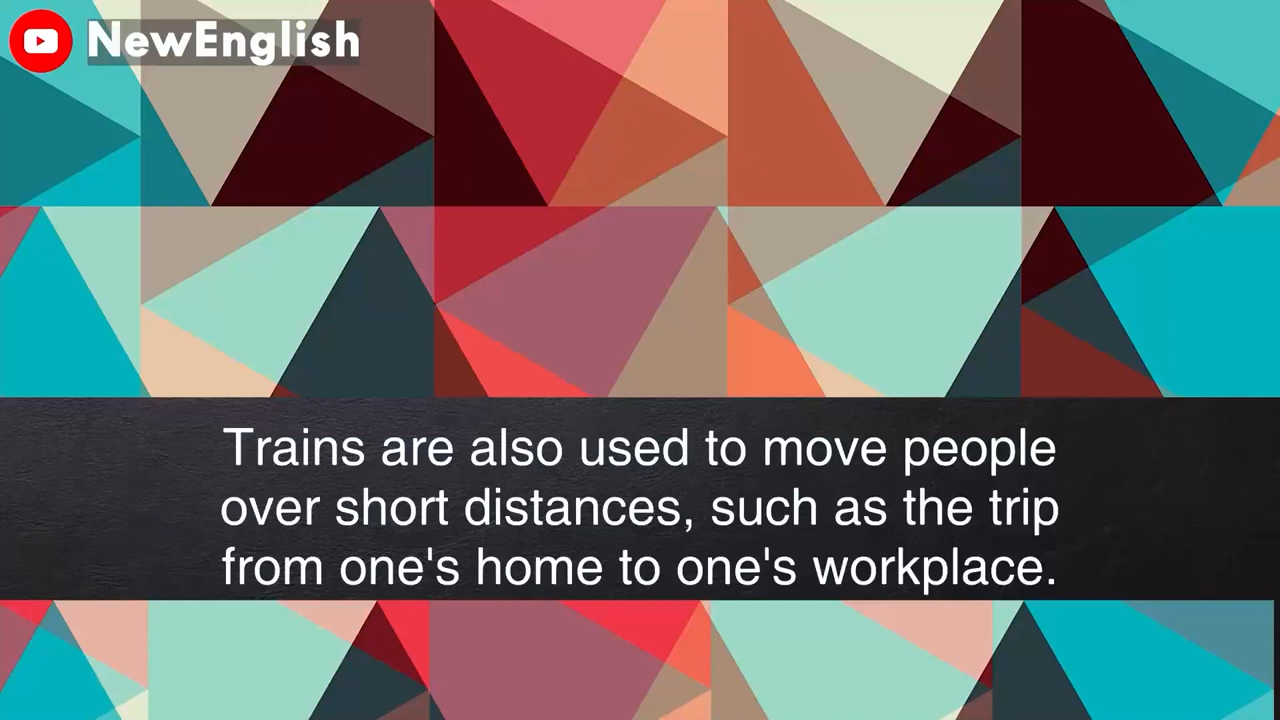 NewEnglish
Trains are also used to move people
over short distances, such as the trip
from one's home to one's workplace.